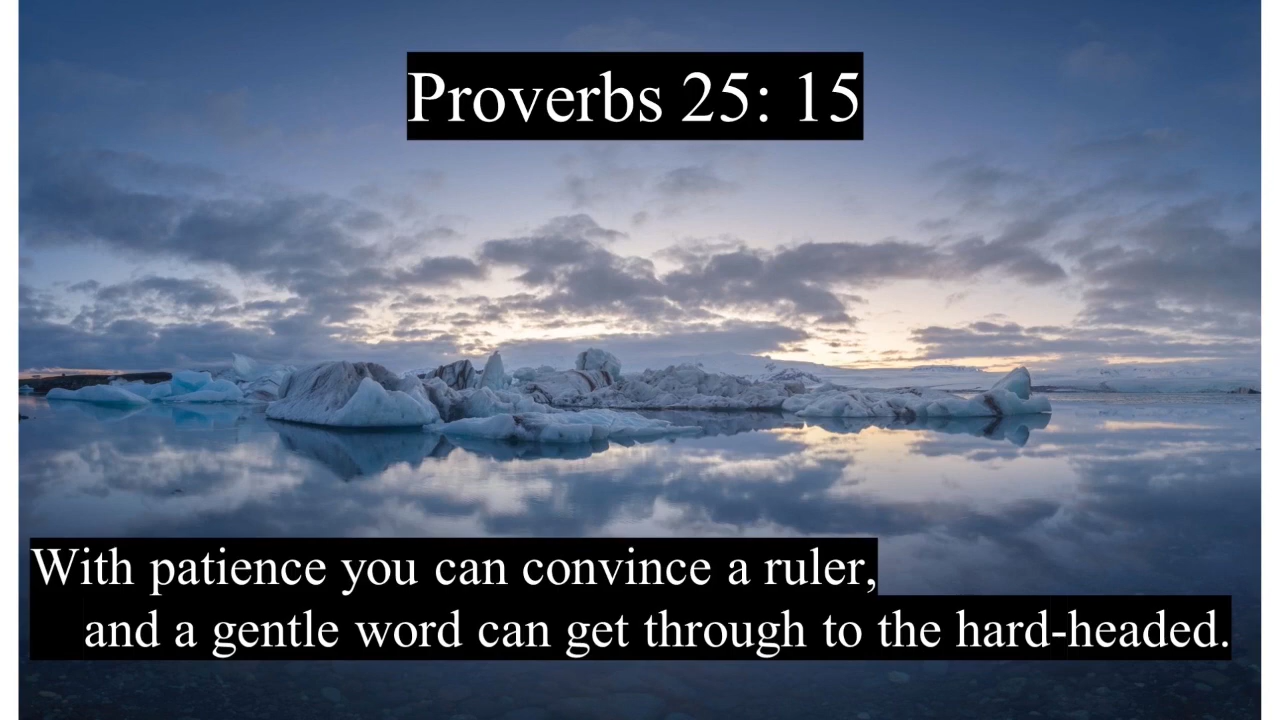 Proverbs 25: 15
With patience you can convince a ruler,
and a gentle word can get through to the hard-headed.